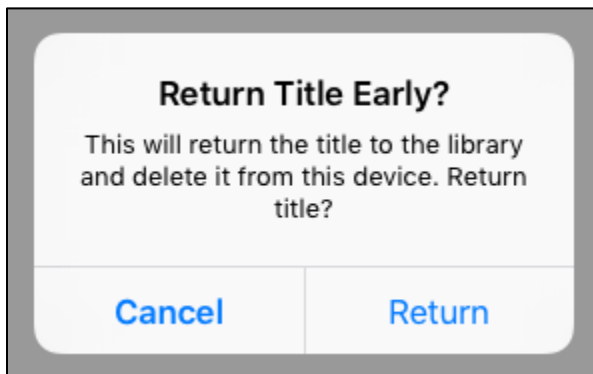 Return Title Early?
This will return the title to the library
and delete it from this device. Return
title?
Cancel
Return